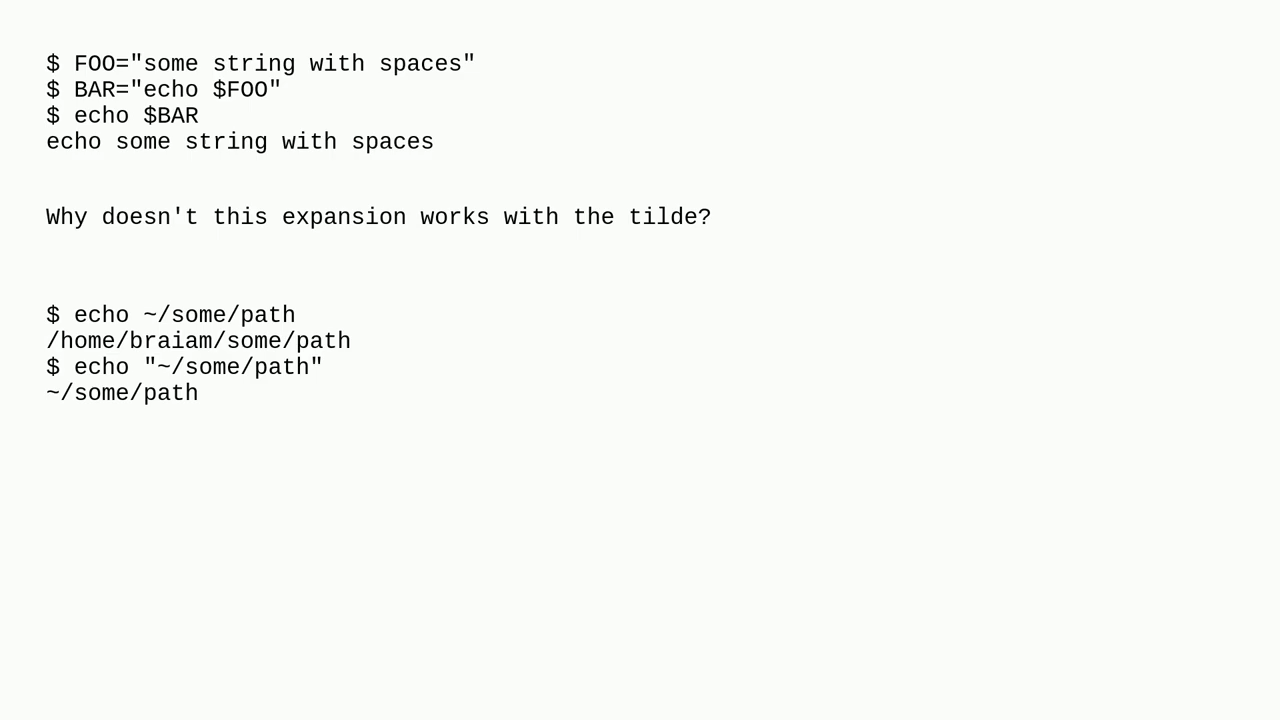 $ FOO="some string with spaces"
$ BAR="echo $FOO"
$ echo $BAR
echo some string with spaces
Why doesn't this expansion works with the tilde?
$ echo ~/some/path
/home/braiam/some/path
$ echo "~/some/path"
~/some/path